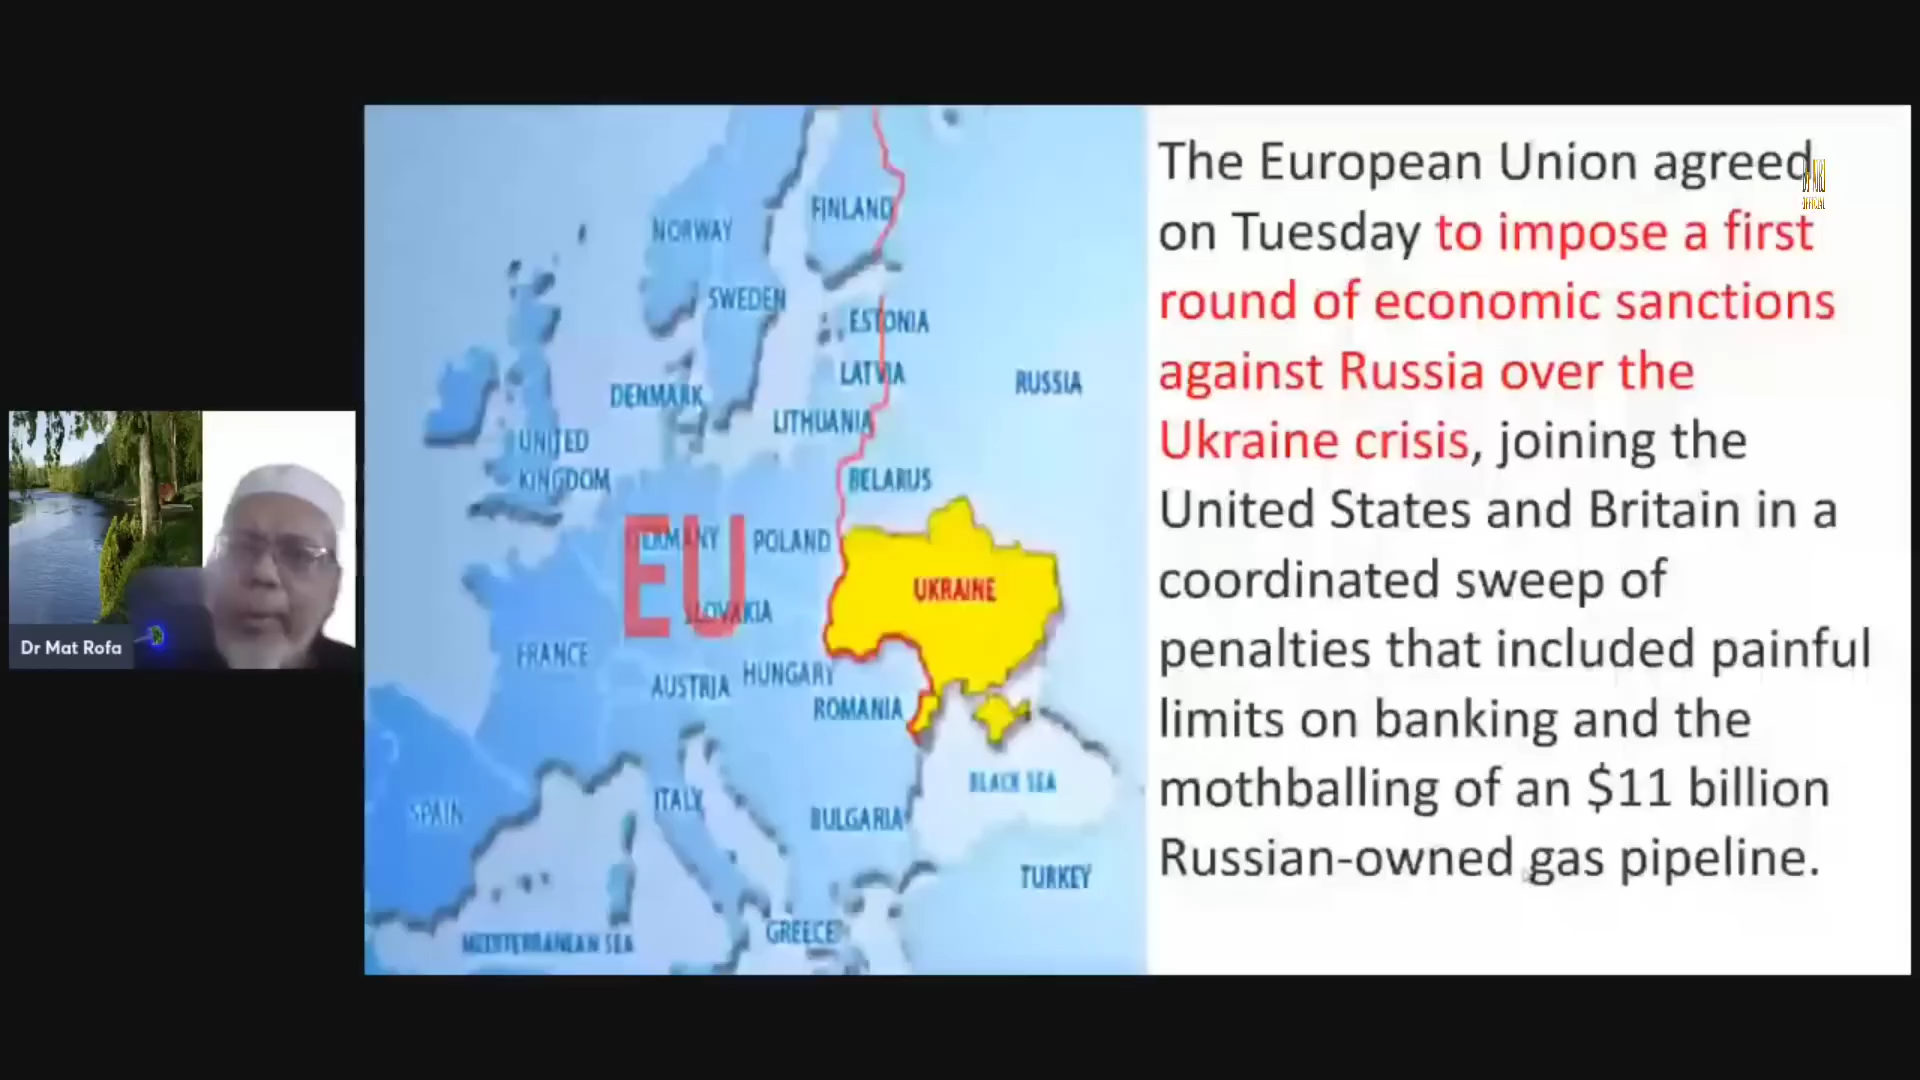 The European Union agreed
on Tuesday to impose a first
round of economic sanctions
against Russia over the
Ukraine crisis, joining the
United States and Britain in a
coordinated sweep of
penalties that included painful
limits on banking and the
mothballing of an $11 billion
Russian-owned gas pipeline.
FINLAND
NORWAY
SWEDEN
ESTONIA
LATVIA
RUSSIA
DENMARK
LITHUANIA
UNITED
KINGDOM
BELARUS
GERMANY
POLAND
EU
UKRAINE
SLOVAKIA
FRANCE
AUSTRIA
HUNGARY
ROMANIA
BLACK SEA
SPAIN
ITALY
BULGARIA
TURKEY
GREECE
MEDITERRANEAN SEA
Dr Mat Rofa
OFFICIAL